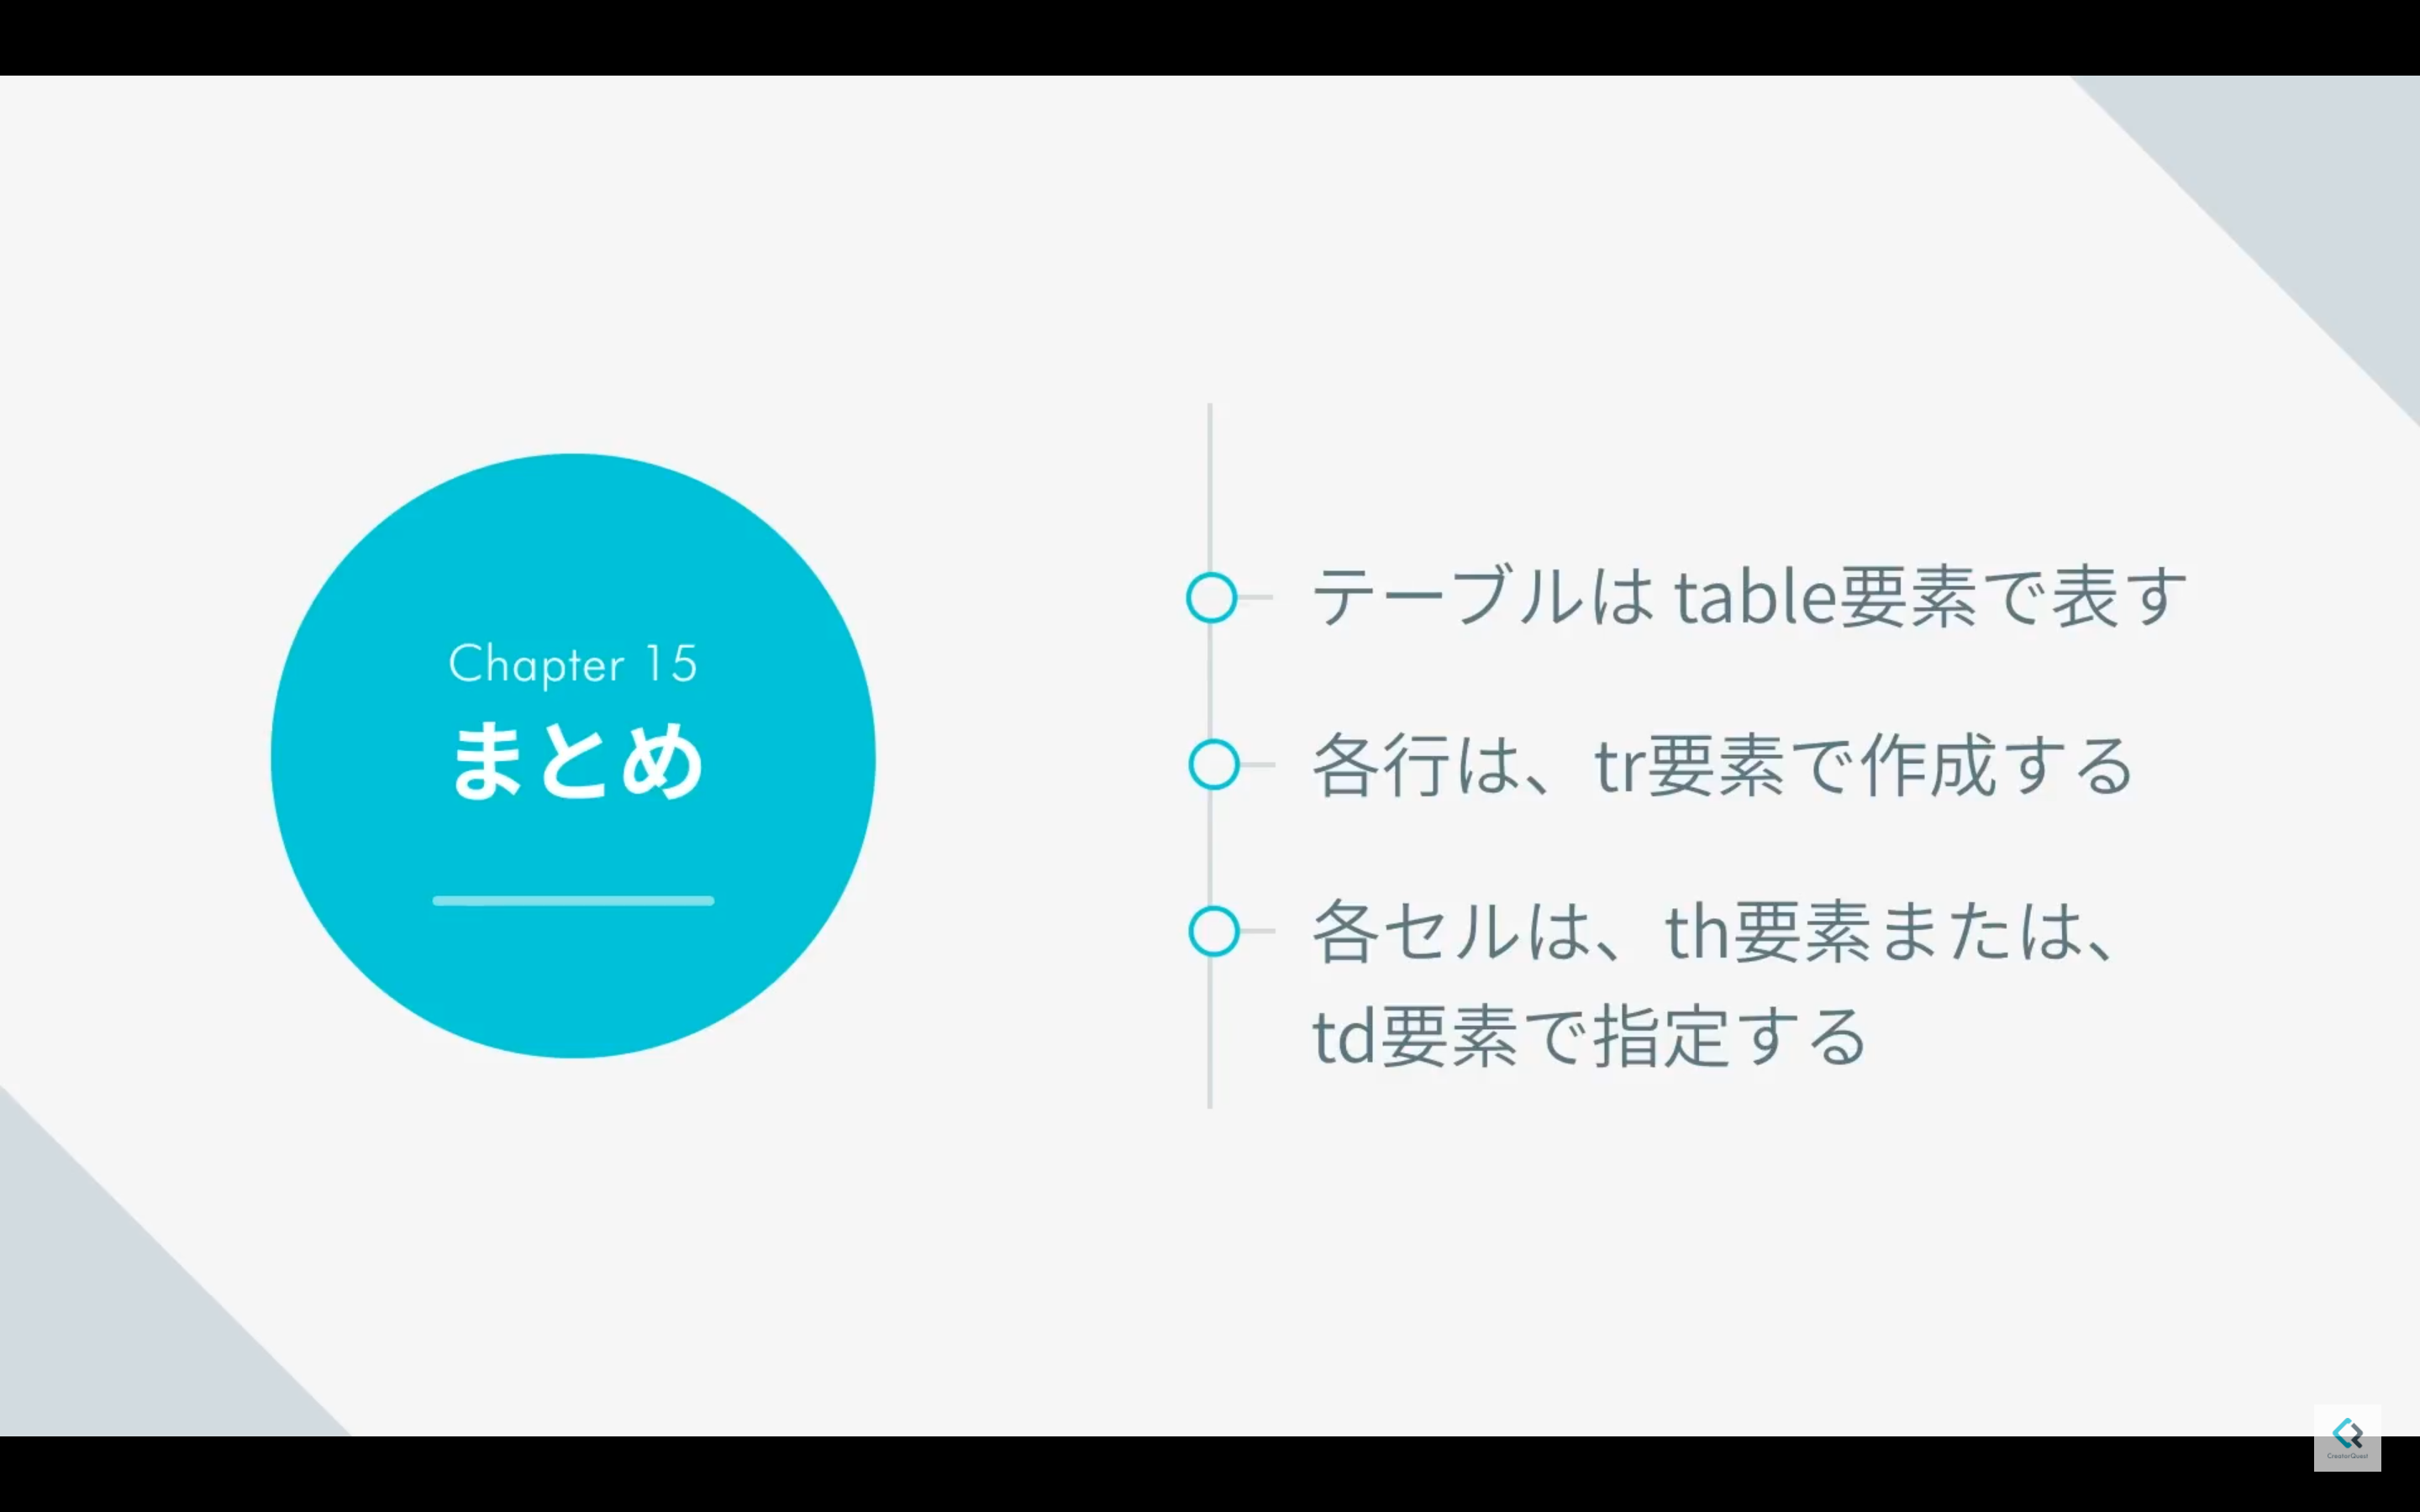 Chapter 15
まとめ
テーブルは table要素で表す
各行は、tr要素で作成する
各セルは、th要素または、
td要素で指定する
CreatorQuest